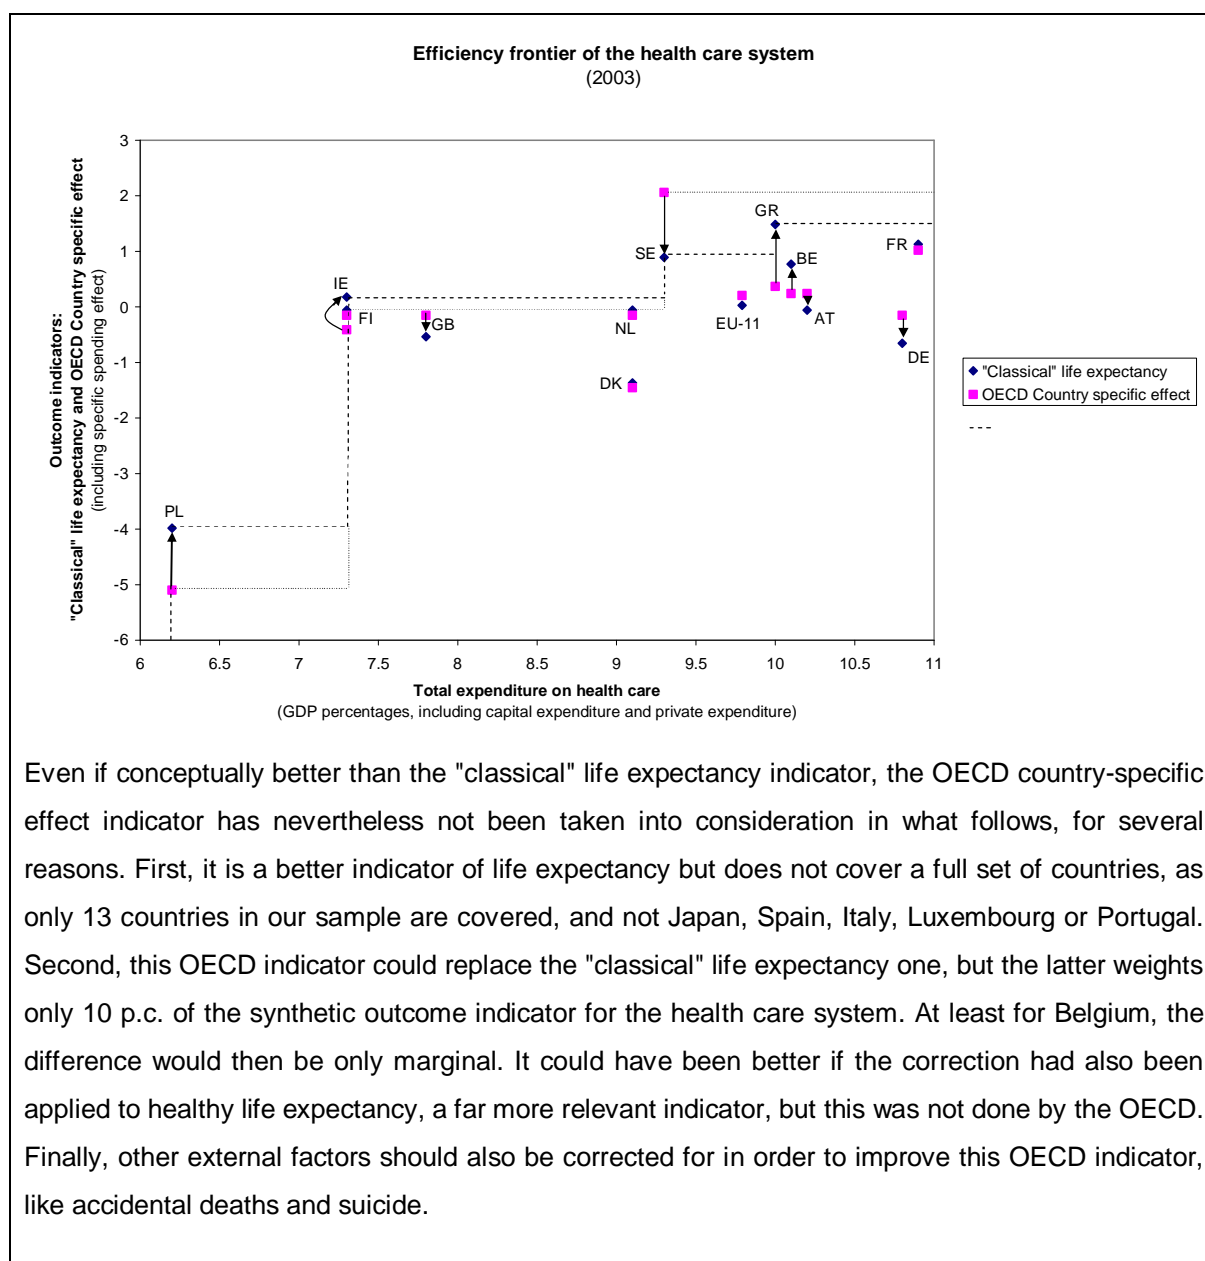 Efficiency frontier of the health care system
(2003)
Outcome indicators:
"Classical" life expectancy and OECD Country specific effect
(including specific spending effect)
3
2
1
0
-1
-2
-3
-4
-5
-6
6
6.5
7
7.5
8
8.5
9
9.5
10
10.5
11
PL
IE
FI
GB
NL
DK
SE
EU-11
GR
BE
AT
FR
DE
Total expenditure on health care
(GDP percentages, including capital expenditure and private expenditure)
"Classical" life expectancy
OECD Country specific effect
Even if conceptually better than the "classical" life expectancy indicator, the OECD country-specific
effect indicator has nevertheless not been taken into consideration in what follows, for several
reasons. First, it is a better indicator of life expectancy but does not cover a full set of countries, as
only 13 countries in our sample are covered, and not Japan, Spain, Italy, Luxembourg or Portugal.
Second, this OECD indicator could replace the "classical" life expectancy one, but the latter weights
only 10 p.c. of the synthetic outcome indicator for the health care system. At least for Belgium, the
difference would then be only marginal. It could have been better if the correction had also been
applied to healthy life expectancy, a far more relevant indicator, but this was not done by the OECD.
Finally, other external factors should also be corrected for in order to improve this OECD indicator,
like accidental deaths and suicide.